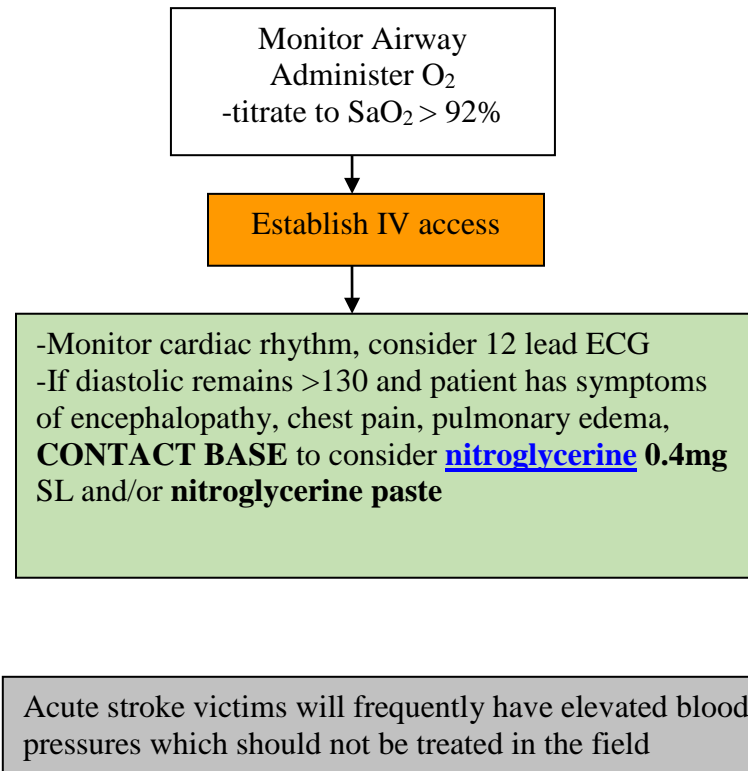 Monitor Airway
Administer O₂
-titrate to SaO₂ > 92%
Establish IV access
-Monitor cardiac rhythm, consider 12 lead ECG
-If diastolic remains >130 and patient has symptoms
of encephalopathy, chest pain, pulmonary edema,
CONTACT BASE to consider nitroglycerine 0.4mg
SL and/or nitroglycerine paste
Acute stroke victims will frequently have elevated blood
pressures which should not be treated in the field